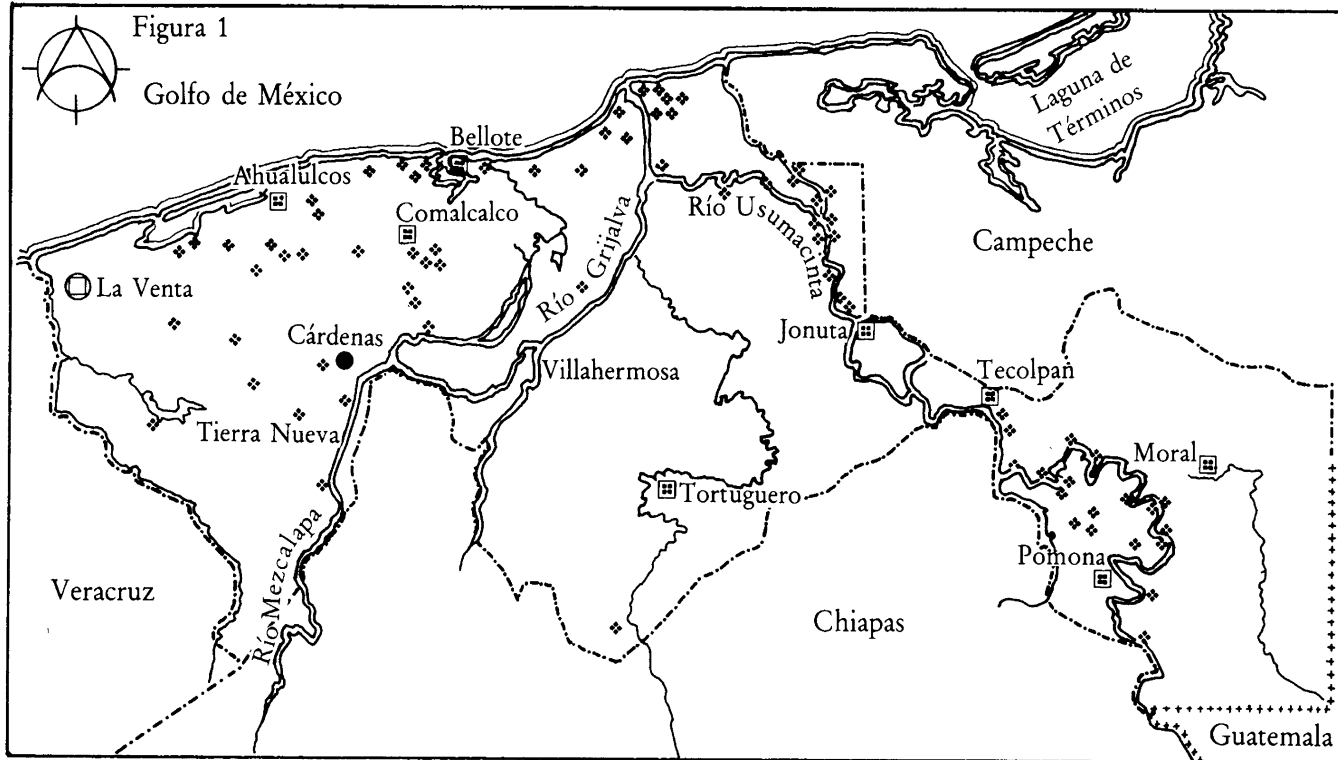 Figura 1
Golfo de México
Laguna de
Términos
Bellote
Ahualulcos
Comalcalco
Río Usumacinta
Campeche
Río Grijalva
La Venta
Cárdenas
Jonuta
Villahermosa
Tecolpan
Tierra Nueva
Moral
Tortuguero
Río Mezcalapa
Pomona
Veracruz
Chiapas
Guatemala